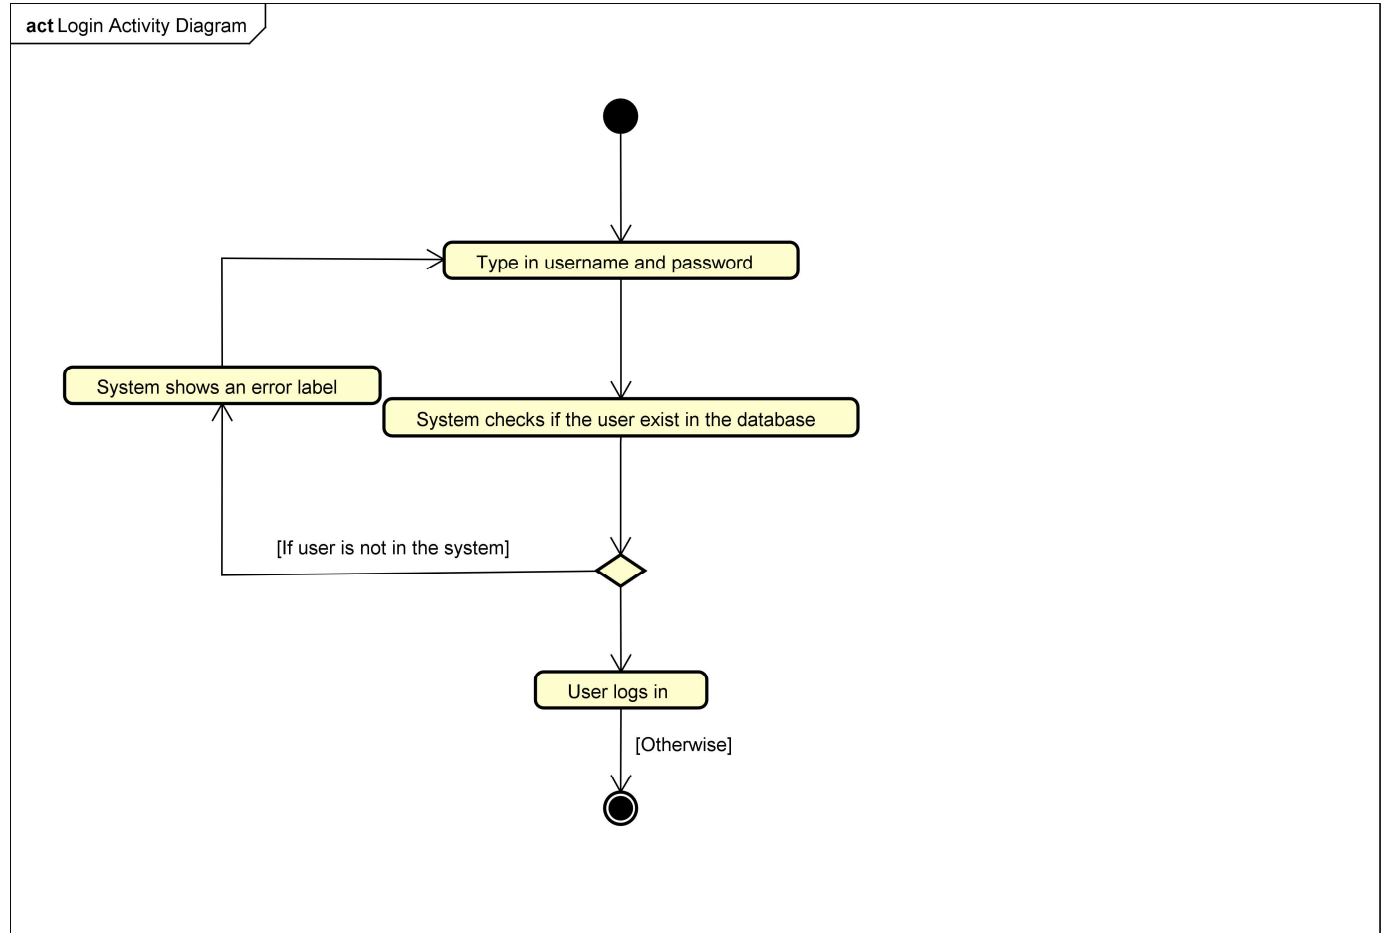 act Login Activity Diagram
Type in username and password
System shows an error label
System checks if the user exist in the database
[If user is not in the system]
User logs in
[Otherwise]